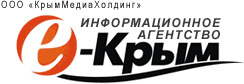 ООО «КрымМедиаХолдинг»
ИНФОРМАЦИОННОЕ
АГЕНТСТВО
е-Крым